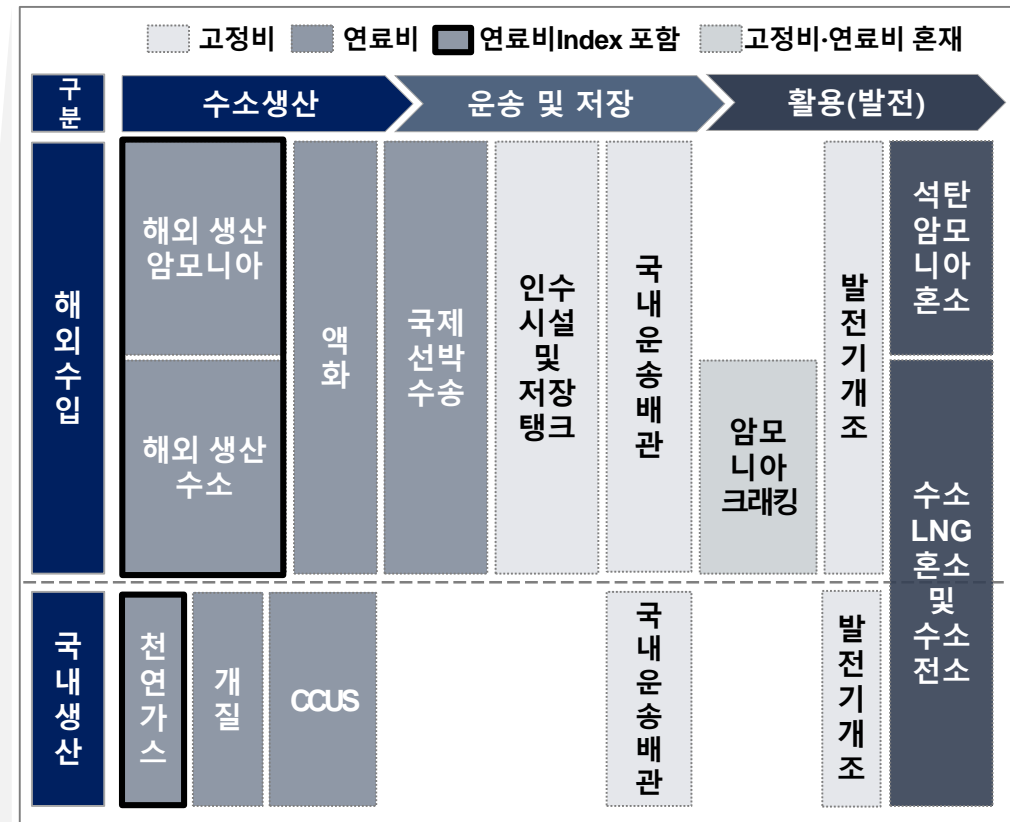 고정비 연료비 연료비Index 포함 고정비·연료비 혼재
구
분
수소생산
운송 및 저장
활용(발전)
해
외
수
입
해외 생산
암모니아
해외 생산
수소
액
화
국제
선박
수송
인수
시설
및
저장
탱크
국
내
운
송
배
관
암모
니아
크래킹
발
전
기
개
조
석탄
암모
니아
혼소
수소
LNG
혼소
및
수소
전소
국
내
생
산
천
연
가
스
개
질
CCUS
국
내
운
송
배
관
발
전
기
개
조